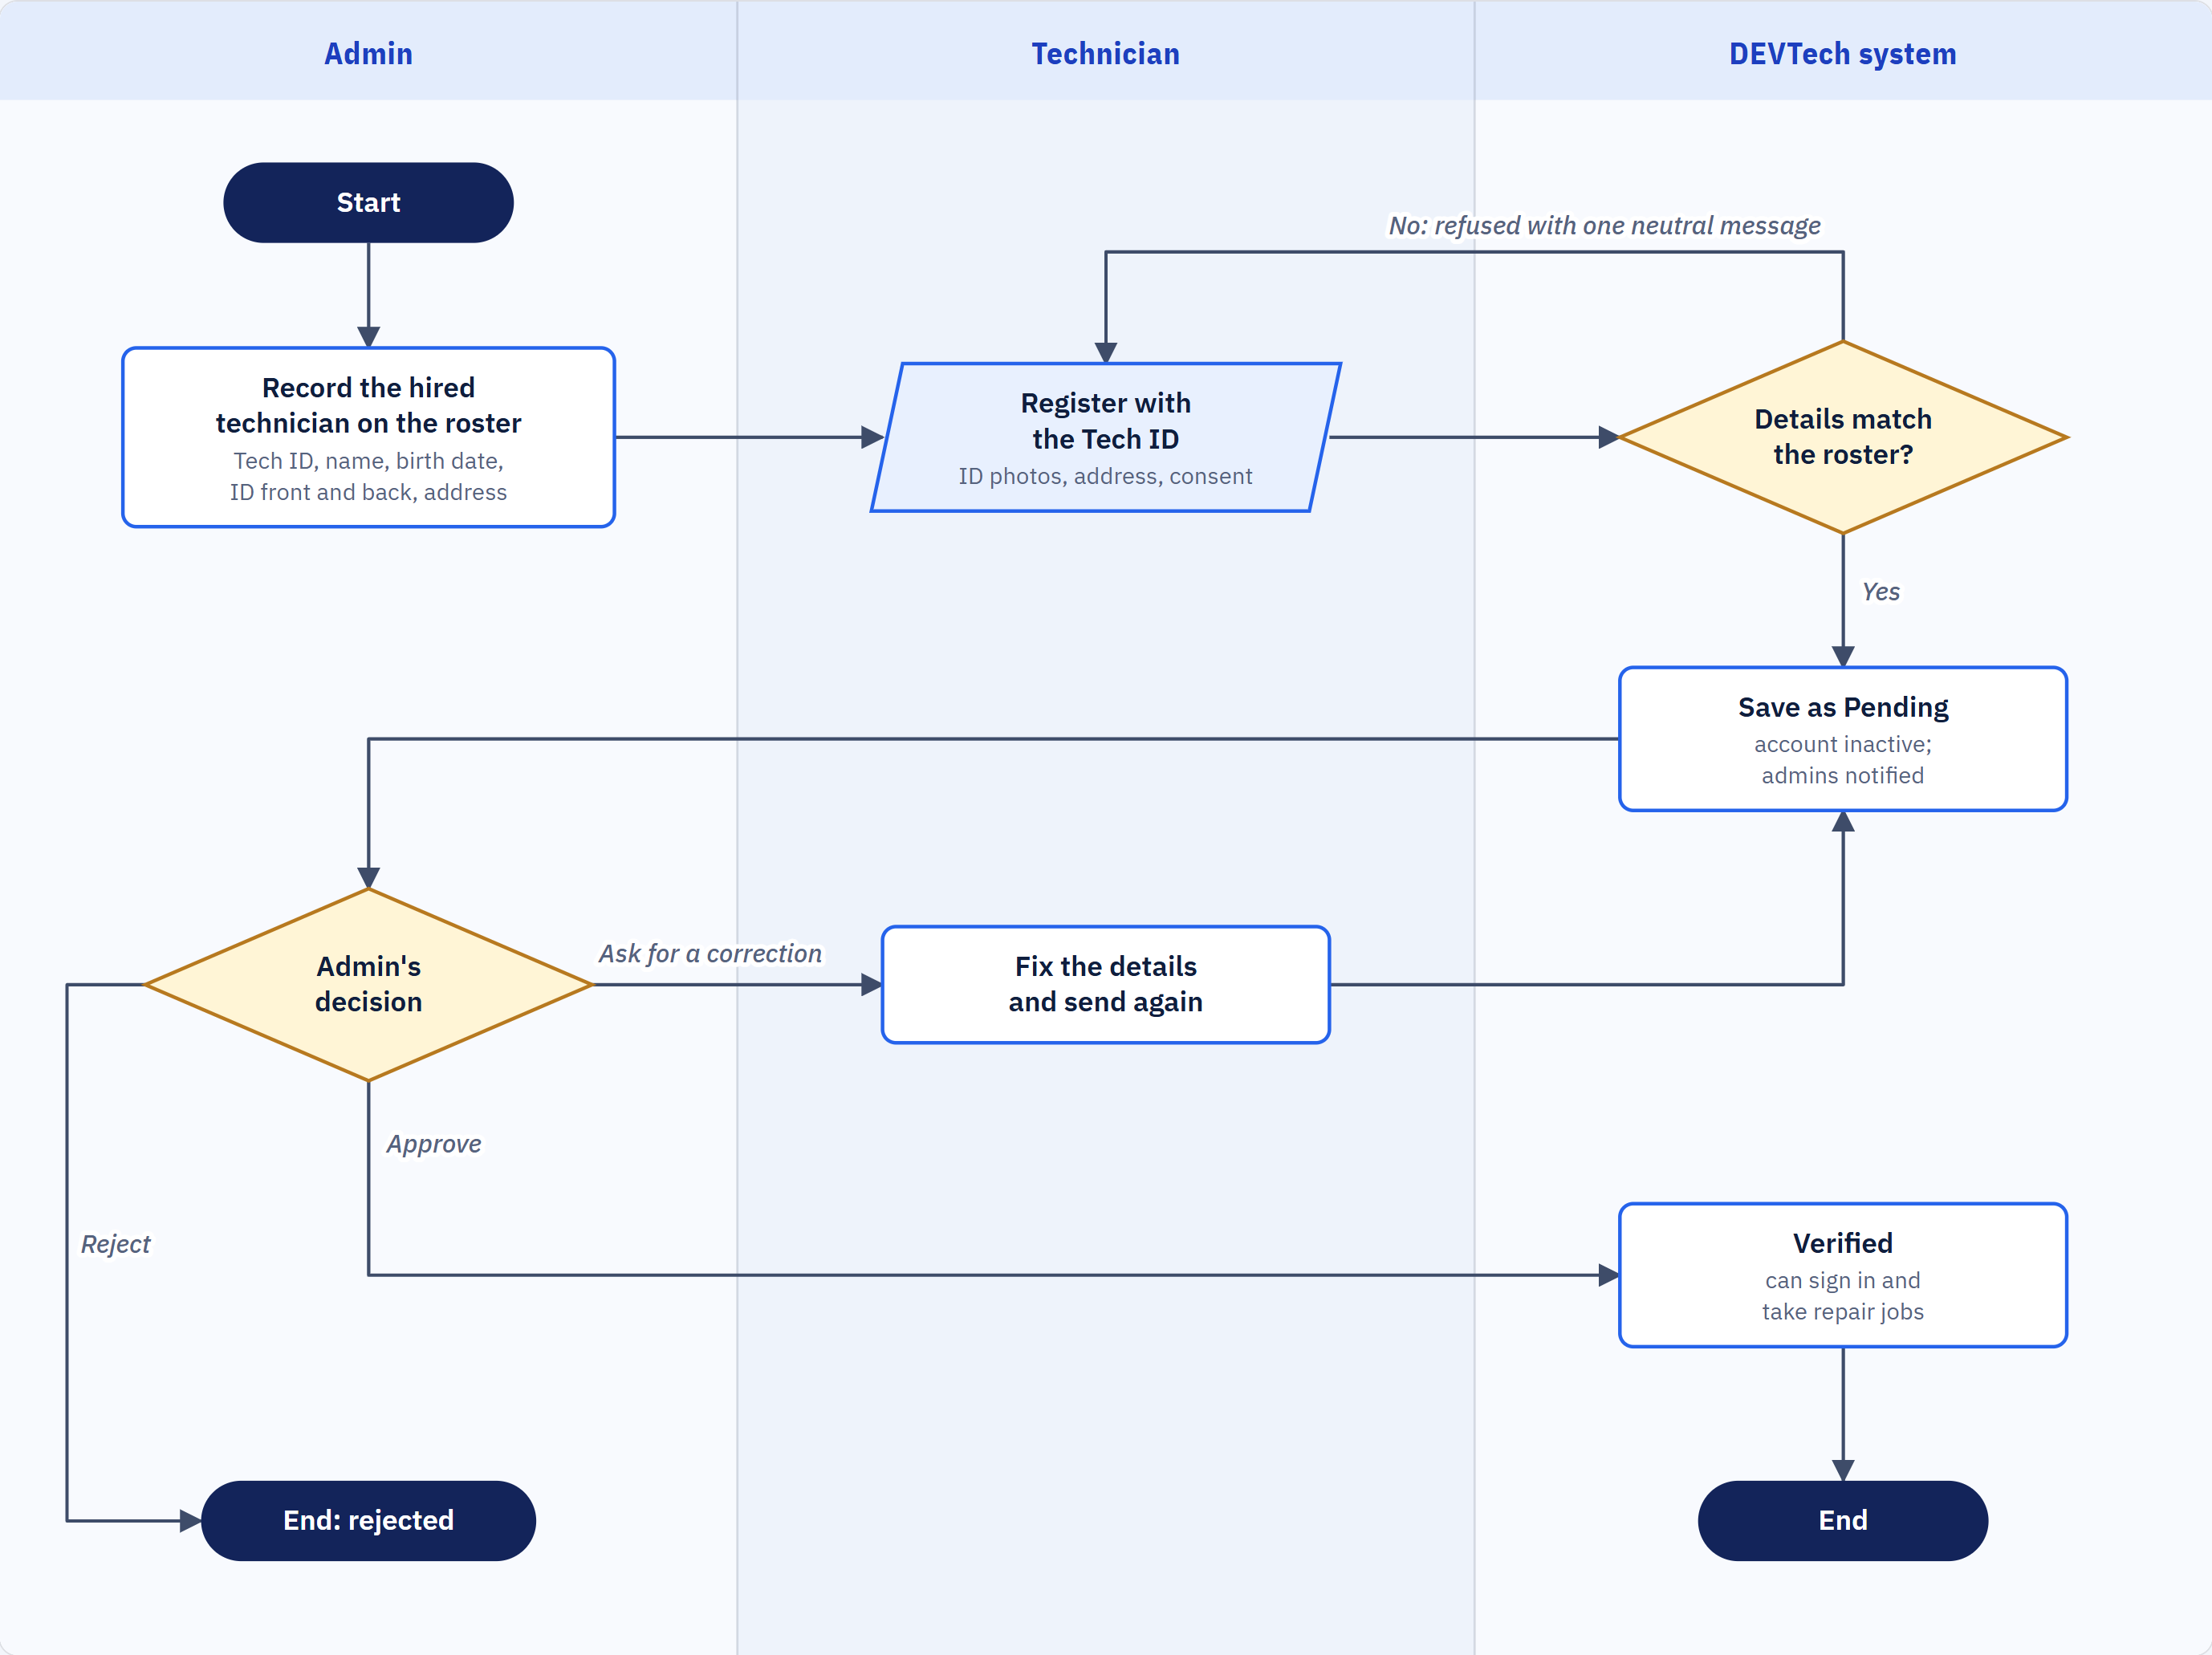 Admin
Technician
DEVTech system
Start
No: refused with one neutral message
Record the hired
technician on the roster
Tech ID, name, birth date,
ID front and back, address
Register with
the Tech ID
ID photos, address, consent
Details match
the roster?
Yes
Save as Pending
account inactive;
admins notified
Admin's
decision
Ask for a correction
Fix the details
and send again
Approve
Reject
Verified
can sign in and
take repair jobs
End: rejected
End